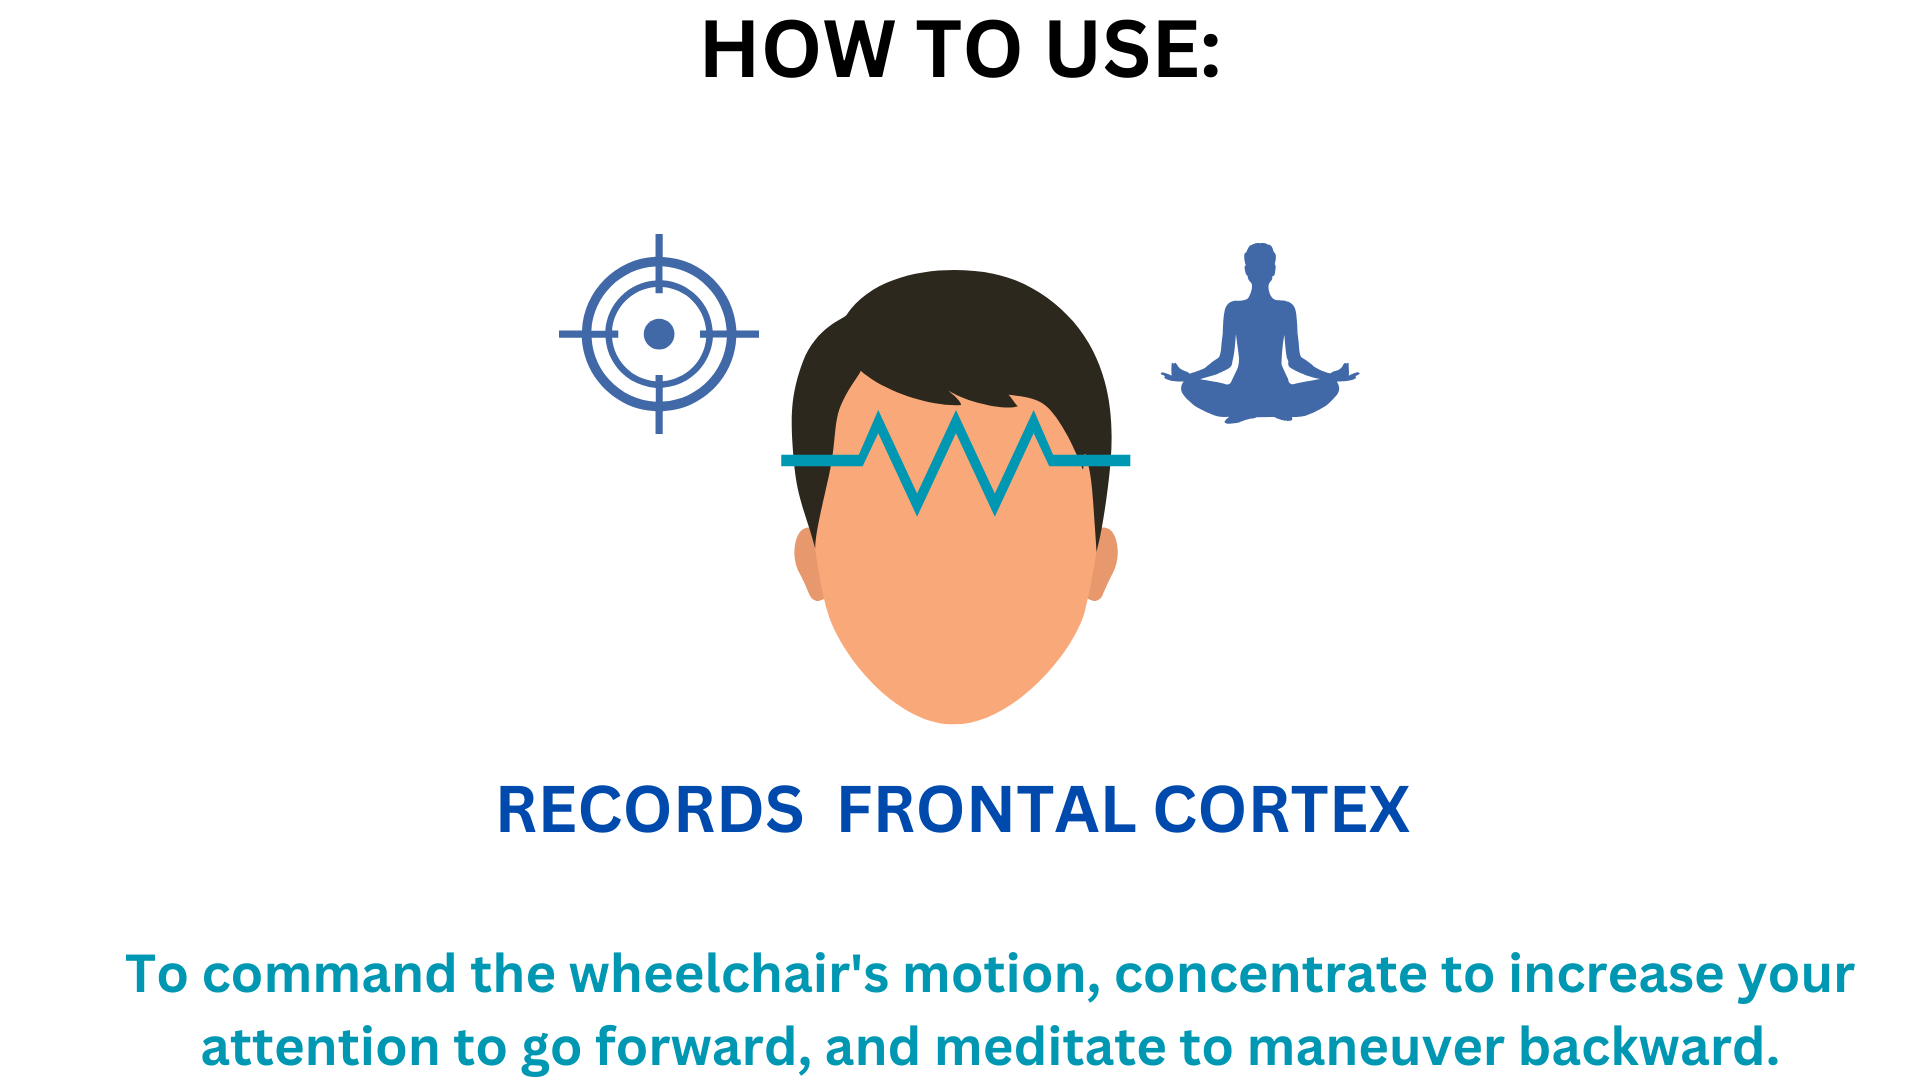 HOW TO USE:
RECORDS FRONTAL CORTEX
To command the wheelchair's motion, concentrate to increase your
attention to go forward, and meditate to maneuver backward.